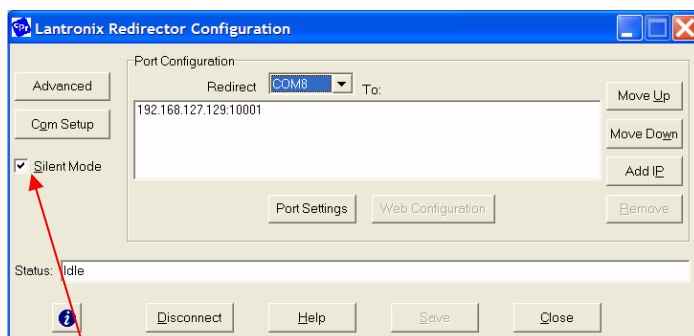 Lantronix Redirector Configuration
Port Configuration
Advanced
Redirect COM8 To:
Move Up
192.168.127.129:10001
Com Setup
Move Down
Silent Mode
Add IP
Port Settings Web Configuration Remove
Status: Idle
Disconnect Help Save Close